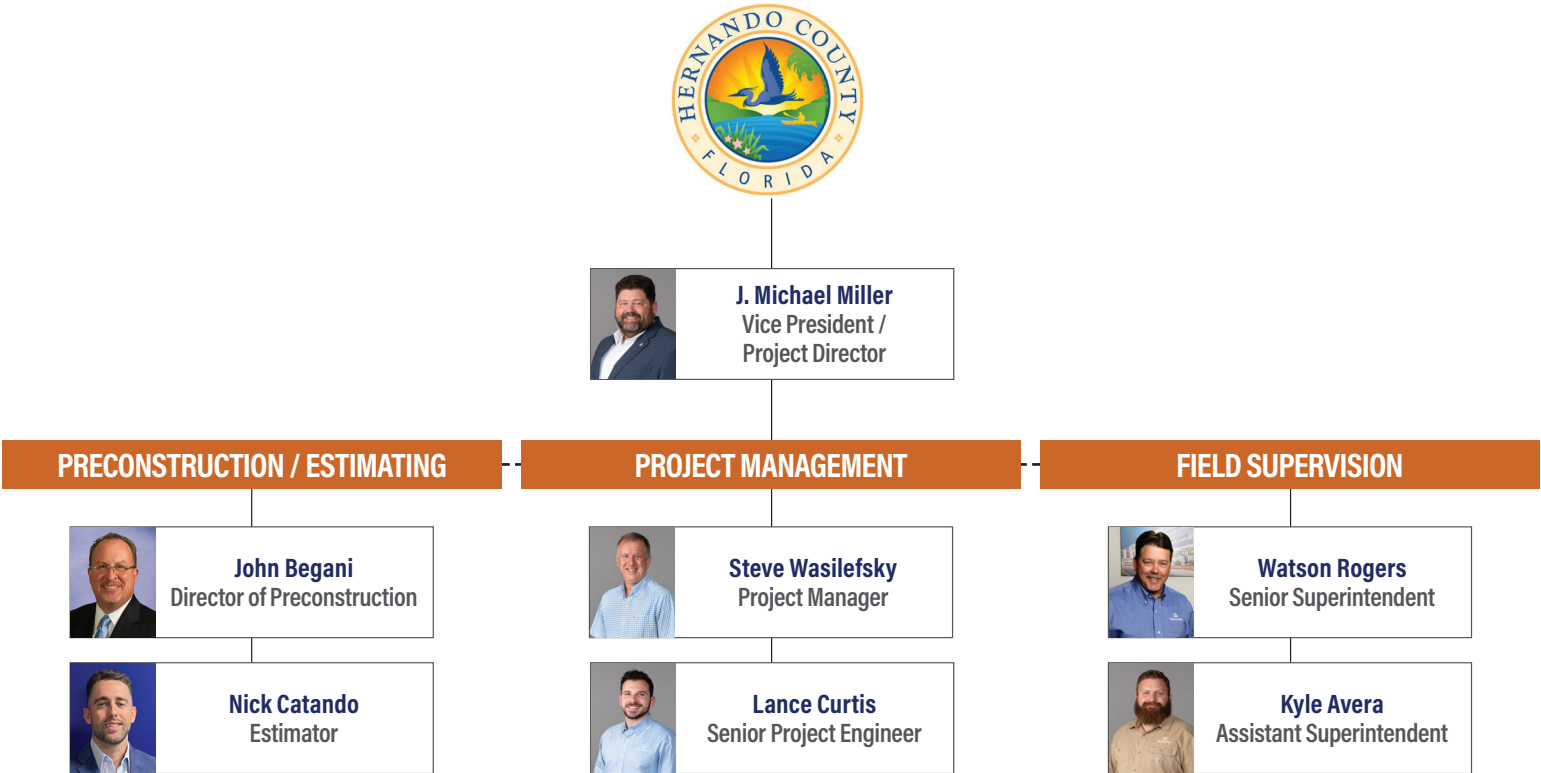 HERNANDO COUNTY
FLORIDA
J. Michael Miller
Vice President /
Project Director
PRECONSTRUCTION / ESTIMATING
PROJECT MANAGEMENT
FIELD SUPERVISION
John Begani
Director of Preconstruction
Steve Wasilefsky
Project Manager
Watson Rogers
Senior Superintendent
Nick Catando
Estimator
Lance Curtis
Senior Project Engineer
Kyle Avera
Assistant Superintendent